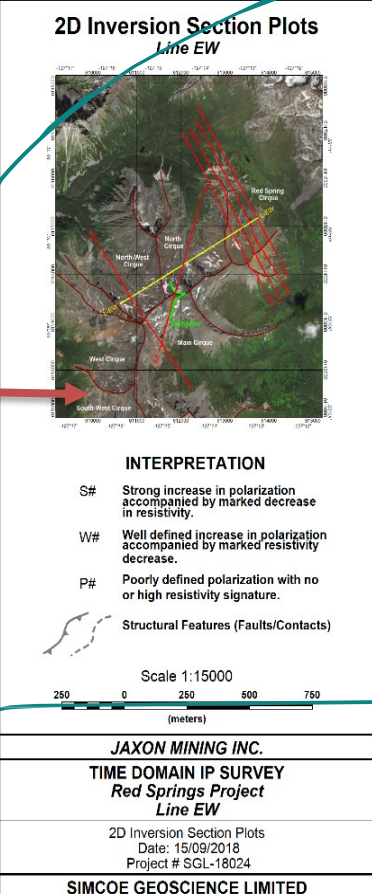 2D Inversion Section Plots
Line EW
Red Spring
Cirque
L-EW
North
Cirque
North/West
Cirque
L-EW
Main Cirque
West Cirque
South West Cirque
INTERPRETATION
S# Strong increase in polarization
accompanied by marked decrease
in resistivity.
W# Well defined increase in polarization
accompanied by marked resistivity
decrease.
P# Poorly defined polarization with no
or high resistivity signature.
Structural Features (Faults/Contacts)
Scale 1:15000
250 0 250 500 750
(meters)
JAXON MINING INC.
TIME DOMAIN IP SURVEY
Red Springs Project
Line EW
2D Inversion Section Plots
Date: 15/09/2018
Project # SGL-18024
SIMCOE GEOSCIENCE LIMITED